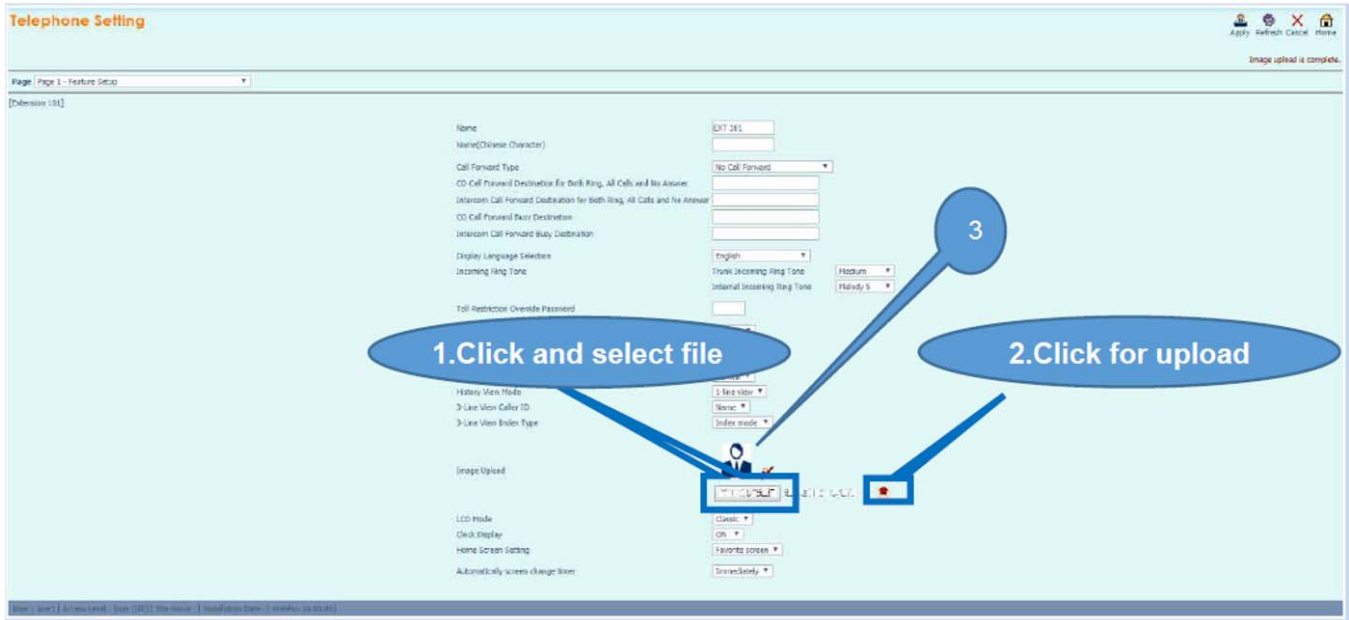 Telephone Setting
Apply Refresh Cancel Home
Image upload is complete.
Page Page 1 - Feature Setup
[Extension 101]
Name EXT 101
Name(Chinese Character)
Call Forward Type No Call Forward
CO Call Forward Destination for Both Ring, All Calls and No Answer
Intercom Call Forward Destination for Both Ring, All Calls and No Answer
CO Call Forward Busy Destination
Intercom Call Forward Busy Destination
3
Display Language Selection English
Incoming Ring Tone Trunk Incoming Ring Tone Medium
Internal Incoming Ring Tone Melody 5
Toll Restriction Override Password
1.Click and select file
2.Click for upload
History View Mode 1-line view
3-Line View Caller ID Name
3-Line View Index Type Index mode
Image Upload
LCD Mode Classic
Clock Display ON
Home Screen Setting Favorite screen
Automatically screen change timer Immediately